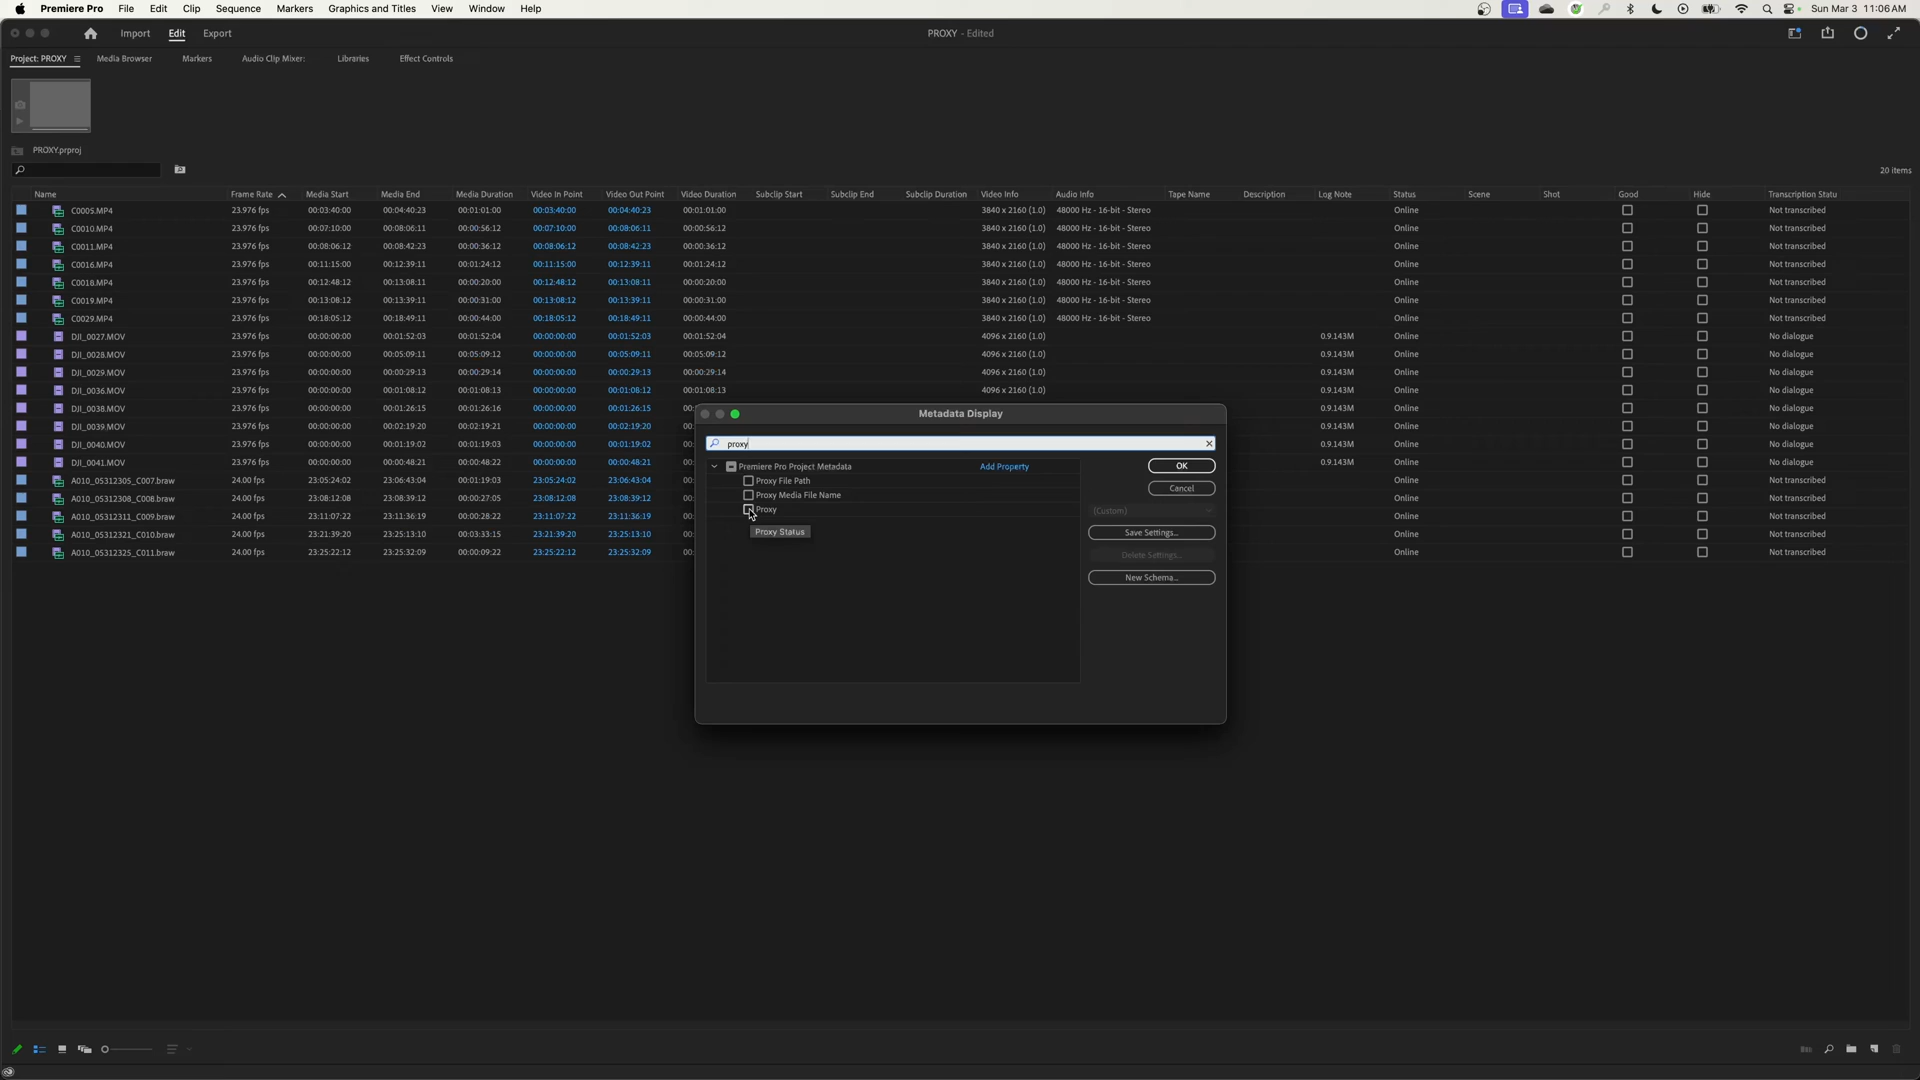 Premiere Pro File Edit Clip Sequence Markers Graphics and Titles View Window Help Sun Mar 3 11:06 AM
Import Edit Export PROXY - Edited
Project: PROXY Media Browser Markers Audio Clip Mixer: Libraries Effect Controls
PROXY.prproj
20 items
Name Frame Rate Media Start Media End Media Duration Video In Point Video Out Point Video Duration Subclip Start Subclip End Subclip Duration Video Info Audio Info Tape Name Description Log Note Status Scene Shot Good Hide Transcription Statu
C0005.MP4 23.976 fps 00:03:40:00 00:04:40:23 00:01:01:00 00:03:40:00 00:04:40:23 00:01:01:00 3840 x 2160 (1.0) 48000 Hz - 16-bit - Stereo Online Not transcribed
C0010.MP4 23.976 fps 00:07:10:00 00:08:06:11 00:00:56:12 00:07:10:00 00:08:06:11 00:00:56:12 3840 x 2160 (1.0) 48000 Hz - 16-bit - Stereo Online Not transcribed
C0011.MP4 23.976 fps 00:08:06:12 00:08:42:23 00:00:36:12 00:08:06:12 00:08:42:23 00:00:36:12 3840 x 2160 (1.0) 48000 Hz - 16-bit - Stereo Online Not transcribed
C0016.MP4 23.976 fps 00:11:15:00 00:12:39:11 00:01:24:12 00:11:15:00 00:12:39:11 00:01:24:12 3840 x 2160 (1.0) 48000 Hz - 16-bit - Stereo Online Not transcribed
C0018.MP4 23.976 fps 00:12:48:12 00:13:08:11 00:00:20:00 00:12:48:12 00:13:08:11 00:00:20:00 3840 x 2160 (1.0) 48000 Hz - 16-bit - Stereo Online Not transcribed
C0019.MP4 23.976 fps 00:13:08:12 00:13:39:11 00:00:31:00 00:13:08:12 00:13:39:11 00:00:31:00 3840 x 2160 (1.0) 48000 Hz - 16-bit - Stereo Online Not transcribed
C0029.MP4 23.976 fps 00:18:05:12 00:18:49:11 00:00:44:00 00:18:05:12 00:18:49:11 00:00:44:00 3840 x 2160 (1.0) 48000 Hz - 16-bit - Stereo Online Not transcribed
DJI_0027.MOV 23.976 fps 00:00:00:00 00:01:52:03 00:01:52:04 00:00:00:00 00:01:52:03 00:01:52:04 4096 x 2160 (1.0) 0.9.143M Online No dialogue
DJI_0028.MOV 23.976 fps 00:00:00:00 00:05:09:11 00:05:09:12 00:00:00:00 00:05:09:11 00:05:09:12 4096 x 2160 (1.0) 0.9.143M Online No dialogue
DJI_0029.MOV 23.976 fps 00:00:00:00 00:00:29:13 00:00:29:14 00:00:00:00 00:00:29:13 00:00:29:14 4096 x 2160 (1.0) 0.9.143M Online No dialogue
DJI_0036.MOV 23.976 fps 00:00:00:00 00:01:08:12 00:01:08:13 00:00:00:00 00:01:08:12 00:01:08:13 4096 x 2160 (1.0) 0.9.143M Online No dialogue
DJI_0038.MOV 23.976 fps 00:00:00:00 00:01:26:15 00:01:26:16 00:00:00:00 00:01:26:15 00: 0.9.143M Online No dialogue
DJI_0039.MOV 23.976 fps 00:00:00:00 00:02:19:20 00:02:19:21 00:00:00:00 00:02:19:20 00: 0.9.143M Online No dialogue
DJI_0040.MOV 23.976 fps 00:00:00:00 00:01:19:02 00:01:19:03 00:00:00:00 00:01:19:02 00: 0.9.143M Online No dialogue
DJI_0041.MOV 23.976 fps 00:00:00:00 00:00:48:21 00:00:48:22 00:00:00:00 00:00:48:21 00: 0.9.143M Online No dialogue
A010_05312305_C007.braw 24.00 fps 23:05:24:02 23:06:43:04 00:01:19:03 23:05:24:02 23:06:43:04 00: Online Not transcribed
A010_05312308_C008.braw 24.00 fps 23:08:12:08 23:08:39:12 00:00:27:05 23:08:12:08 23:08:39:12 00: Online Not transcribed
A010_05312311_C009.braw 24.00 fps 23:11:07:22 23:11:36:19 00:00:28:22 23:11:07:22 23:11:36:19 00: Online Not transcribed
A010_05312321_C010.braw 24.00 fps 23:21:39:20 23:25:13:10 00:03:33:15 23:21:39:20 23:25:13:10 00: Online Not transcribed
A010_05312325_C011.braw 24.00 fps 23:25:22:12 23:25:32:09 00:00:09:22 23:25:22:12 23:25:32:09 00: Online Not transcribed
Metadata Display
proxy
Premiere Pro Project Metadata Add Property
Proxy File Path
Proxy Media File Name
Proxy
Proxy Status
OK
Cancel
(Custom)
Save Settings...
Delete Settings...
New Schema...